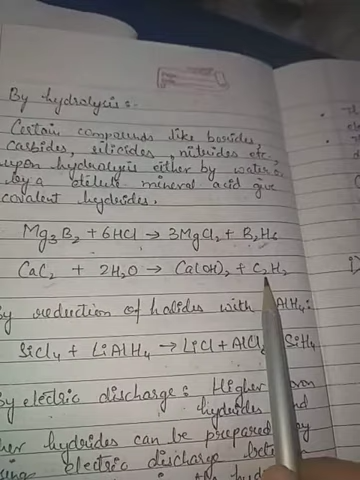 By hydrolysis :-
Certain compounds like borides,
carbides, silicides, nitrides etc.,
upon hydrolysis either by water or
by a dilute mineral acid give
covalent hydrides.
Mg3B2 + 6HCl → 3MgCl2 + B2H6
CaC2 + 2H2O → Ca(OH)2 + C2H2
By reduction of halides with AlH4:
SiCl4 + LiAlH4 → LiCl + AlCl3 SiH4
By electric discharge : Higher
hydrides
hydrides can be prepared
electric discharge